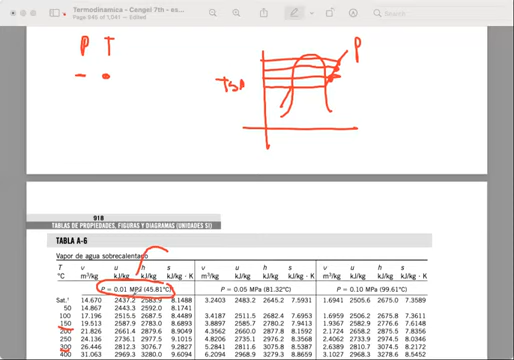 Termodinamica - Cengel 7th - es...
Página 945 de 1,041
P T
P
TSA
918
TABLAS DE PROPIEDADES, FIGURAS Y DIAGRAMAS (UNIDADES SI)
TABLA A-6
Vapor de agua sobrecalentado
T v u h s v u h s v u h s
°C m³/kg kJ/kg kJ/kg kJ/kg · K m³/kg kJ/kg kJ/kg kJ/kg · K m³/kg kJ/kg kJ/kg kJ/kg · K
P = 0.01 MPa (45.81°C) P = 0.05 MPa (81.32°C) P = 0.10 MPa (99.61°C)
Sat.¹ 14.670 2437.2 2583.9 8.1488 3.2403 2483.2 2645.2 7.5931 1.6941 2505.6 2675.0 7.3589
50 14.867 2443.3 2592.0 8.1741
100 17.196 2515.5 2687.5 8.4489 3.4187 2511.5 2682.4 7.6953 1.6959 2506.2 2675.8 7.3611
150 19.513 2587.9 2783.0 8.6893 3.8897 2585.7 2780.2 7.9413 1.9367 2582.9 2776.6 7.6148
200 21.826 2661.4 2879.6 8.9049 4.3562 2660.0 2877.8 8.1592 2.1724 2658.2 2875.5 7.8356
250 24.136 2736.1 2977.5 9.1015 4.8206 2735.1 2976.2 8.3568 2.4062 2733.9 2974.5 8.0346
300 26.446 2812.3 3076.7 9.2827 5.2841 2811.6 3075.8 8.5387 2.6389 2810.7 3074.5 8.2172
400 31.063 2969.3 3280.0 9.6094 6.2094 2968.9 3279.3 8.8659 3.1027 2968.3 3278.6 8.5452